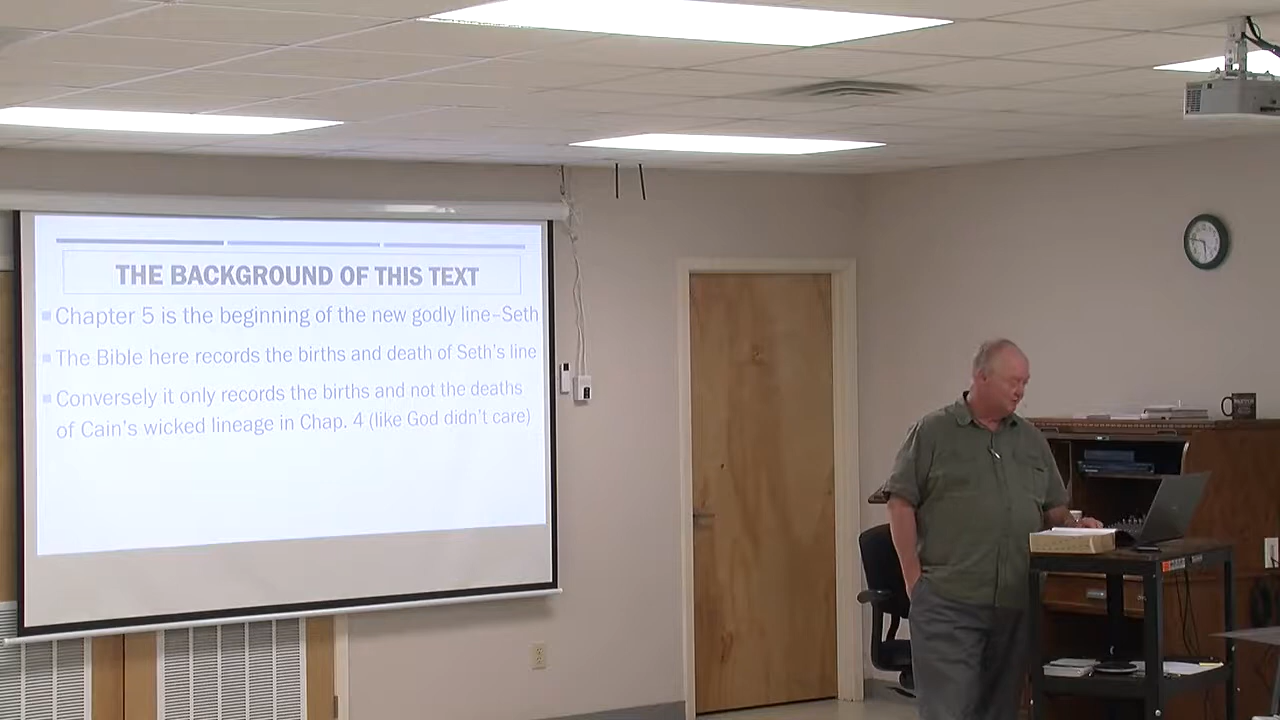 THE BACKGROUND OF THIS TEXT
Chapter 5 is the beginning of the new godly line–Seth
The Bible here records the births and death of Seth's line
Conversely it only records the births and not the deaths
of Cain's wicked lineage in Chap. 4 (like God didn't care)